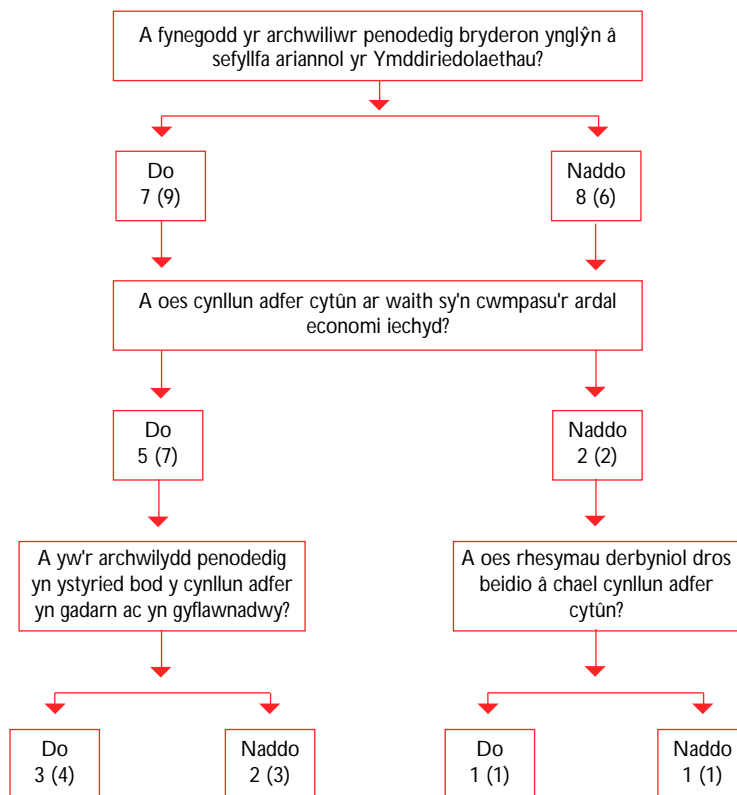 A fynegodd yr archwiliwr penodedig bryderon ynglŷn â
sefyllfa ariannol yr Ymddiriedolaethau?
Do
7 (9)
Naddo
8 (6)
A oes cynllun adfer cytûn ar waith sy'n cwmpasu'r ardal
economi iechyd?
Do
5 (7)
Naddo
2 (2)
A yw'r archwilydd penodedig
yn ystyried bod y cynllun adfer
yn gadarn ac yn gyflawnadwy?
A oes rhesymau derbyniol dros
beidio â chael cynllun adfer
cytûn?
Do
3 (4)
Naddo
2 (3)
Do
1 (1)
Naddo
1 (1)